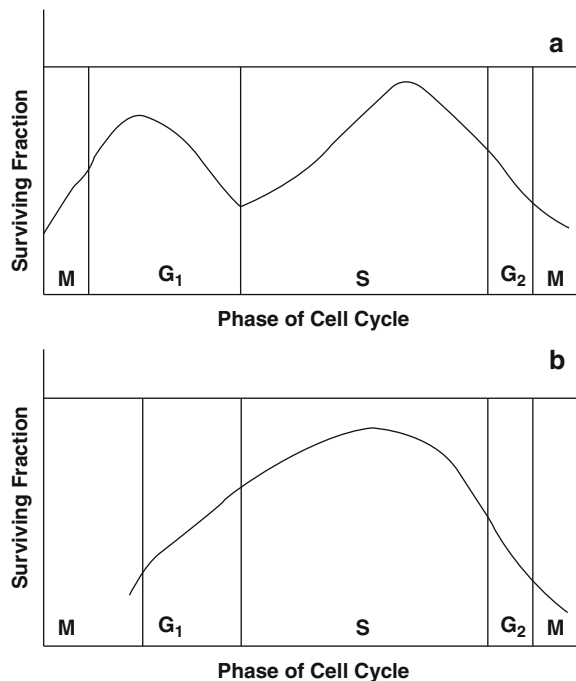 a
Surviving Fraction
M G₁ S G₂ M
Phase of Cell Cycle
b
Surviving Fraction
M G₁ S G₂ M
Phase of Cell Cycle